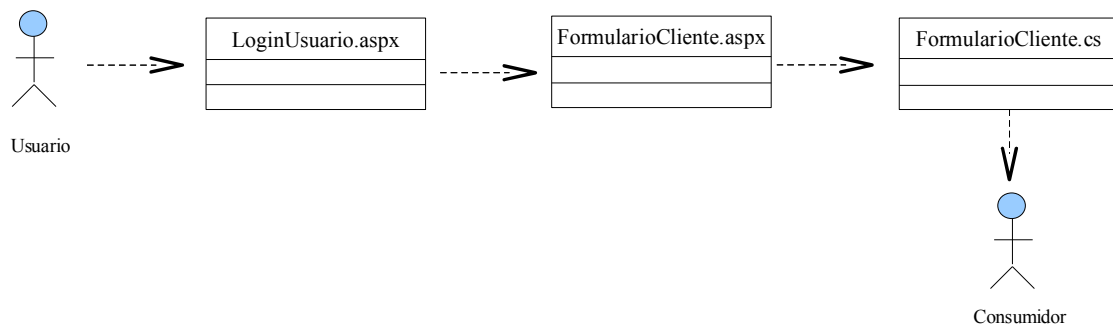 LoginUsuario.aspx
FormularioCliente.aspx
FormularioCliente.cs
Usuario
Consumidor